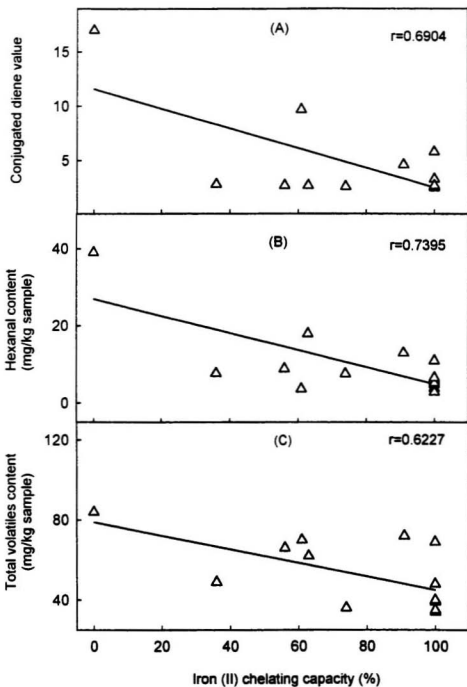 (A)
r=0.6904
Conjugated diene value
15
10
5
(B)
r=0.7395
Hexanal content
(mg/kg sample)
40
20
0
(C)
r=0.6227
Total volatiles content
(mg/kg sample)
120
80
40
0 20 40 60 80 100
Iron (II) chelating capacity (%)